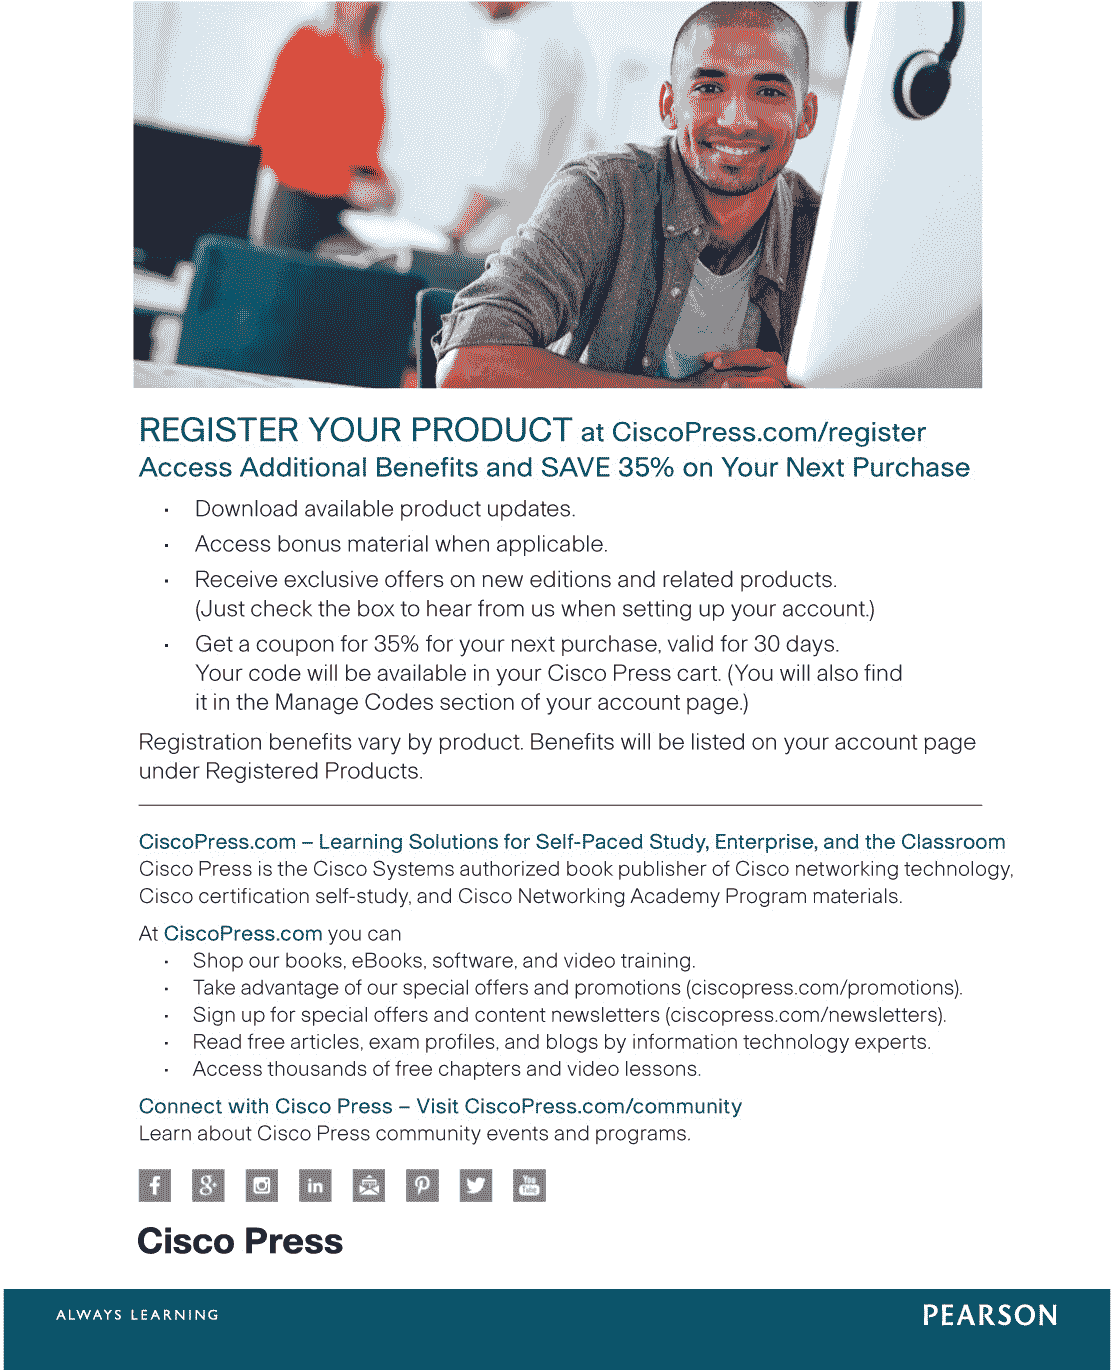 REGISTER YOUR PRODUCT at CiscoPress.com/register
Access Additional Benefits and SAVE 35% on Your Next Purchase
· Download available product updates.
· Access bonus material when applicable.
· Receive exclusive offers on new editions and related products.
(Just check the box to hear from us when setting up your account.)
· Get a coupon for 35% for your next purchase, valid for 30 days.
Your code will be available in your Cisco Press cart. (You will also find
it in the Manage Codes section of your account page.)
Registration benefits vary by product. Benefits will be listed on your account page
under Registered Products.
CiscoPress.com – Learning Solutions for Self-Paced Study, Enterprise, and the Classroom
Cisco Press is the Cisco Systems authorized book publisher of Cisco networking technology,
Cisco certification self-study, and Cisco Networking Academy Program materials.
At CiscoPress.com you can
· Shop our books, eBooks, software, and video training.
· Take advantage of our special offers and promotions (ciscopress.com/promotions).
· Sign up for special offers and content newsletters (ciscopress.com/newsletters).
· Read free articles, exam profiles, and blogs by information technology experts.
· Access thousands of free chapters and video lessons.
Connect with Cisco Press – Visit CiscoPress.com/community
Learn about Cisco Press community events and programs.
f g+ in P You Tube
Cisco Press
ALWAYS LEARNING PEARSON